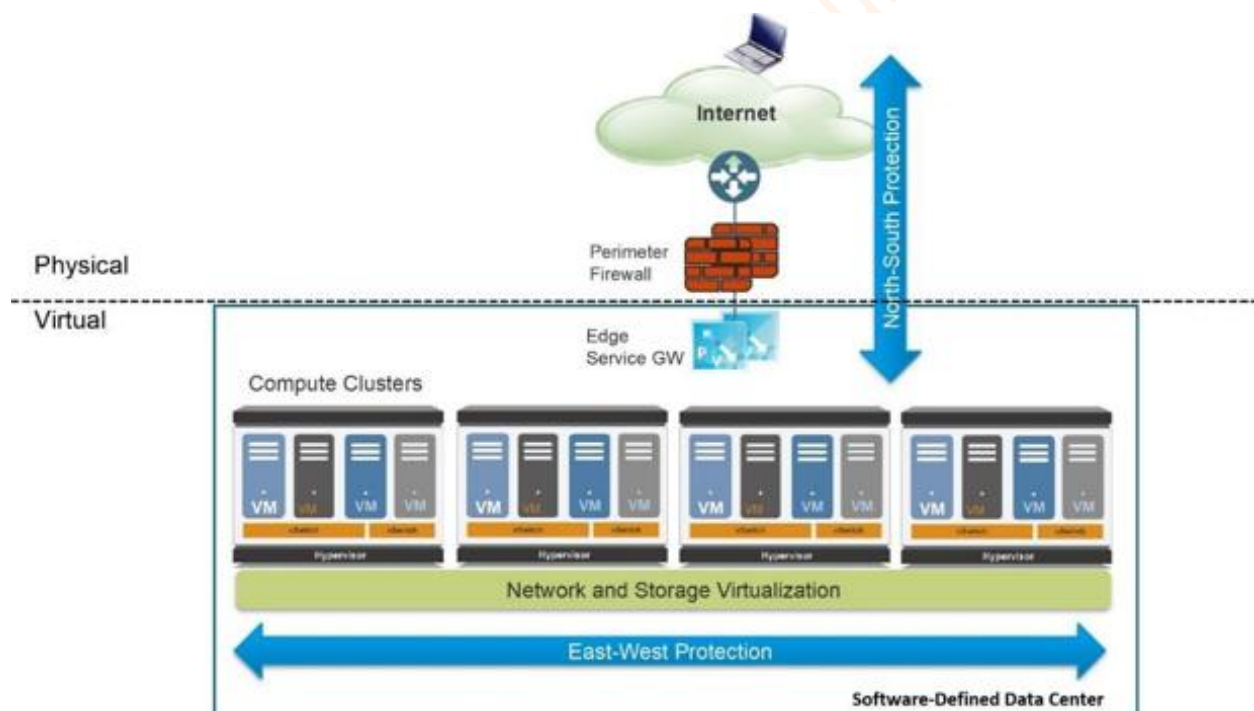 Internet
North-South Protection
Perimeter
Firewall
Physical
Virtual
Edge
Service GW
Compute Clusters
VM VM VM VM
VM VM VM VM
VM VM VM VM
VM VM VM VM
Hypervisor
Hypervisor
Hypervisor
Hypervisor
Network and Storage Virtualization
East-West Protection
Software-Defined Data Center